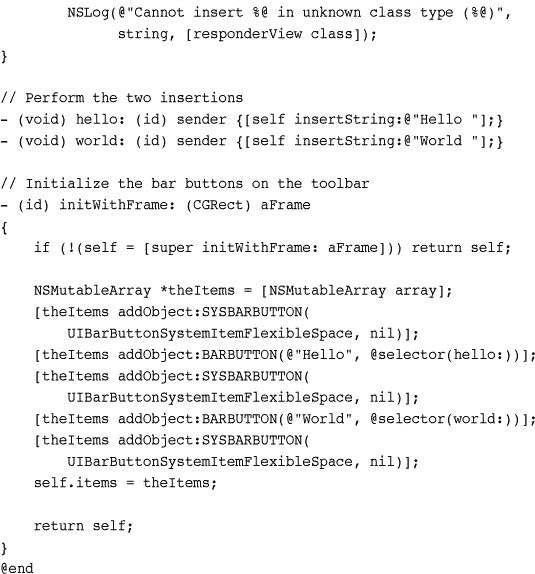 NSLog(@"Cannot insert %@ in unknown class type (%@)",
              string, [responderView class]);
}

// Perform the two insertions
- (void) hello: (id) sender {[self insertString:@"Hello "];}
- (void) world: (id) sender {[self insertString:@"World "];}

// Initialize the bar buttons on the toolbar
- (id) initWithFrame: (CGRect) aFrame
{
    if (!(self = [super initWithFrame: aFrame])) return self;

    NSMutableArray *theItems = [NSMutableArray array];
    [theItems addObject:SYSBARBUTTON(
        UIBarButtonSystemItemFlexibleSpace, nil)];
    [theItems addObject:BARBUTTON(@"Hello", @selector(hello:))];
    [theItems addObject:SYSBARBUTTON(
        UIBarButtonSystemItemFlexibleSpace, nil)];
    [theItems addObject:BARBUTTON(@"World", @selector(world:))];
    [theItems addObject:SYSBARBUTTON(
        UIBarButtonSystemItemFlexibleSpace, nil)];
    self.items = theItems;

    return self;
}
@end